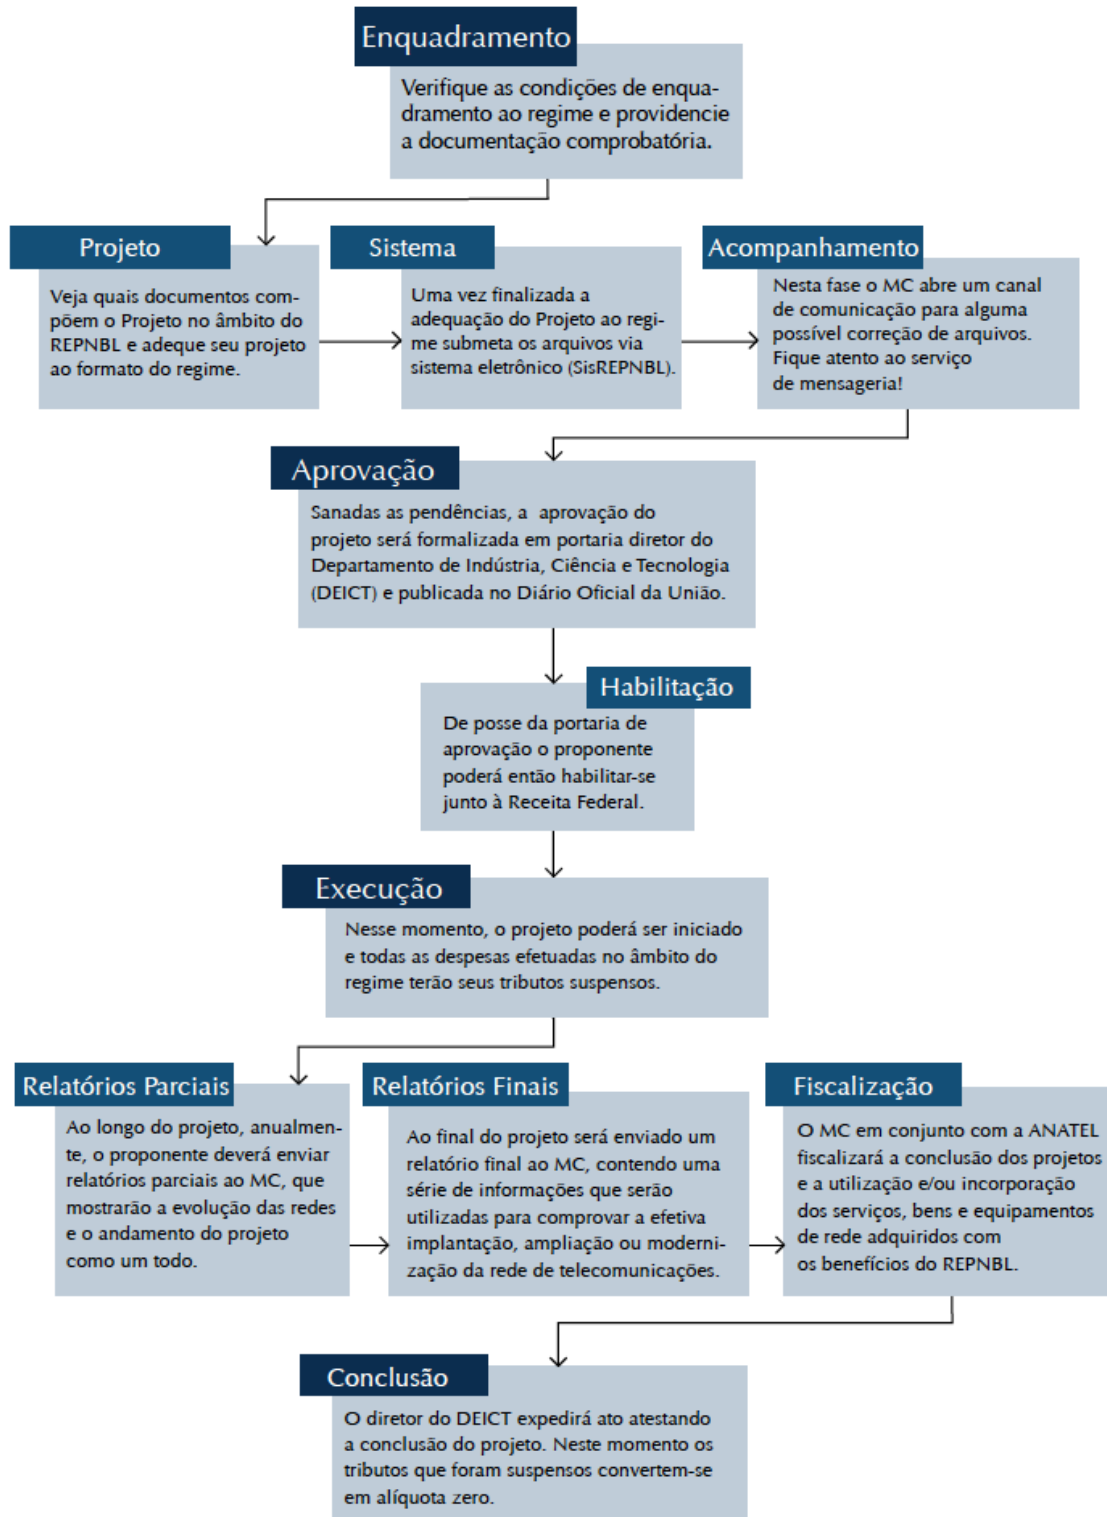 Enquadramento
Verifique as condições de enqua-
dramento ao regime e providencie
a documentação comprobatória.
Projeto
Veja quais documentos com-
põem o Projeto no âmbito do
REPNBL e adeque seu projeto
ao formato do regime.
Sistema
Uma vez finalizada a
adequação do Projeto ao regi-
me submeta os arquivos via
sistema eletrônico (SisREPNBL).
Acompanhamento
Nesta fase o MC abre um canal
de comunicação para alguma
possível correção de arquivos.
Fique atento ao serviço
de mensageria!
Aprovação
Sanadas as pendências, a aprovação do
projeto será formalizada em portaria diretor do
Departamento de Indústria, Ciência e Tecnologia
(DEICT) e publicada no Diário Oficial da União.
Habilitação
De posse da portaria de
aprovação o proponente
poderá então habilitar-se
junto à Receita Federal.
Execução
Nesse momento, o projeto poderá ser iniciado
e todas as despesas efetuadas no âmbito do
regime terão seus tributos suspensos.
Relatórios Parciais
Ao longo do projeto, anualmen-
te, o proponente deverá enviar
relatórios parciais ao MC, que
mostrarão a evolução das redes
e o andamento do projeto
como um todo.
Relatórios Finais
Ao final do projeto será enviado um
relatório final ao MC, contendo uma
série de informações que serão
utilizadas para comprovar a efetiva
implantação, ampliação ou moderni-
zação da rede de telecomunicações.
Fiscalização
O MC em conjunto com a ANATEL
fiscalizará a conclusão dos projetos
e a utilização e/ou incorporação
dos serviços, bens e equipamentos
de rede adquiridos com
os benefícios do REPNBL.
Conclusão
O diretor do DEICT expedirá ato atestando
a conclusão do projeto. Neste momento os
tributos que foram suspensos convertem-se
em alíquota zero.